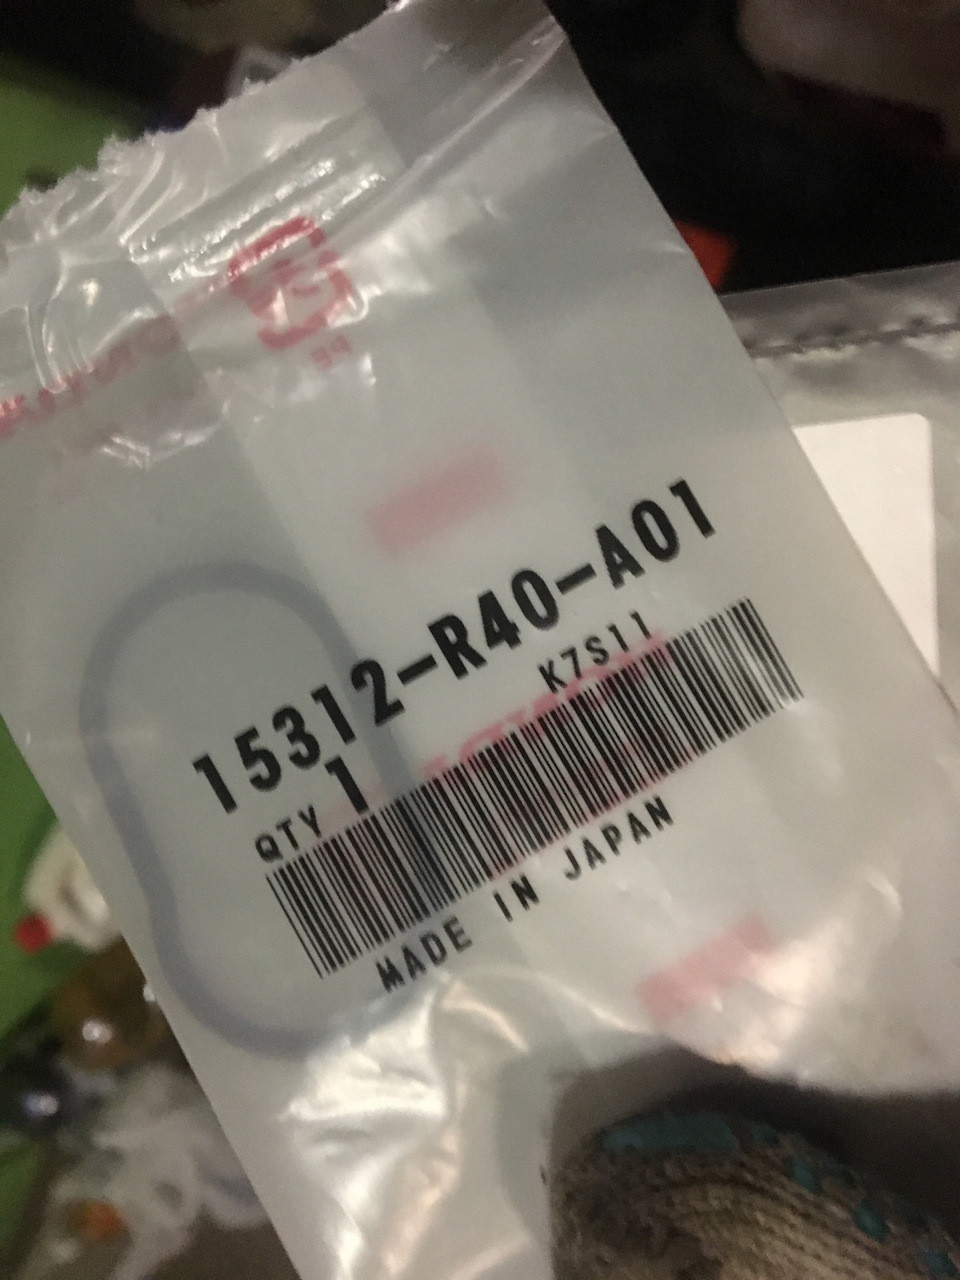 15312-R40-A01
K7S11
QTY 1
MADE IN JAPAN